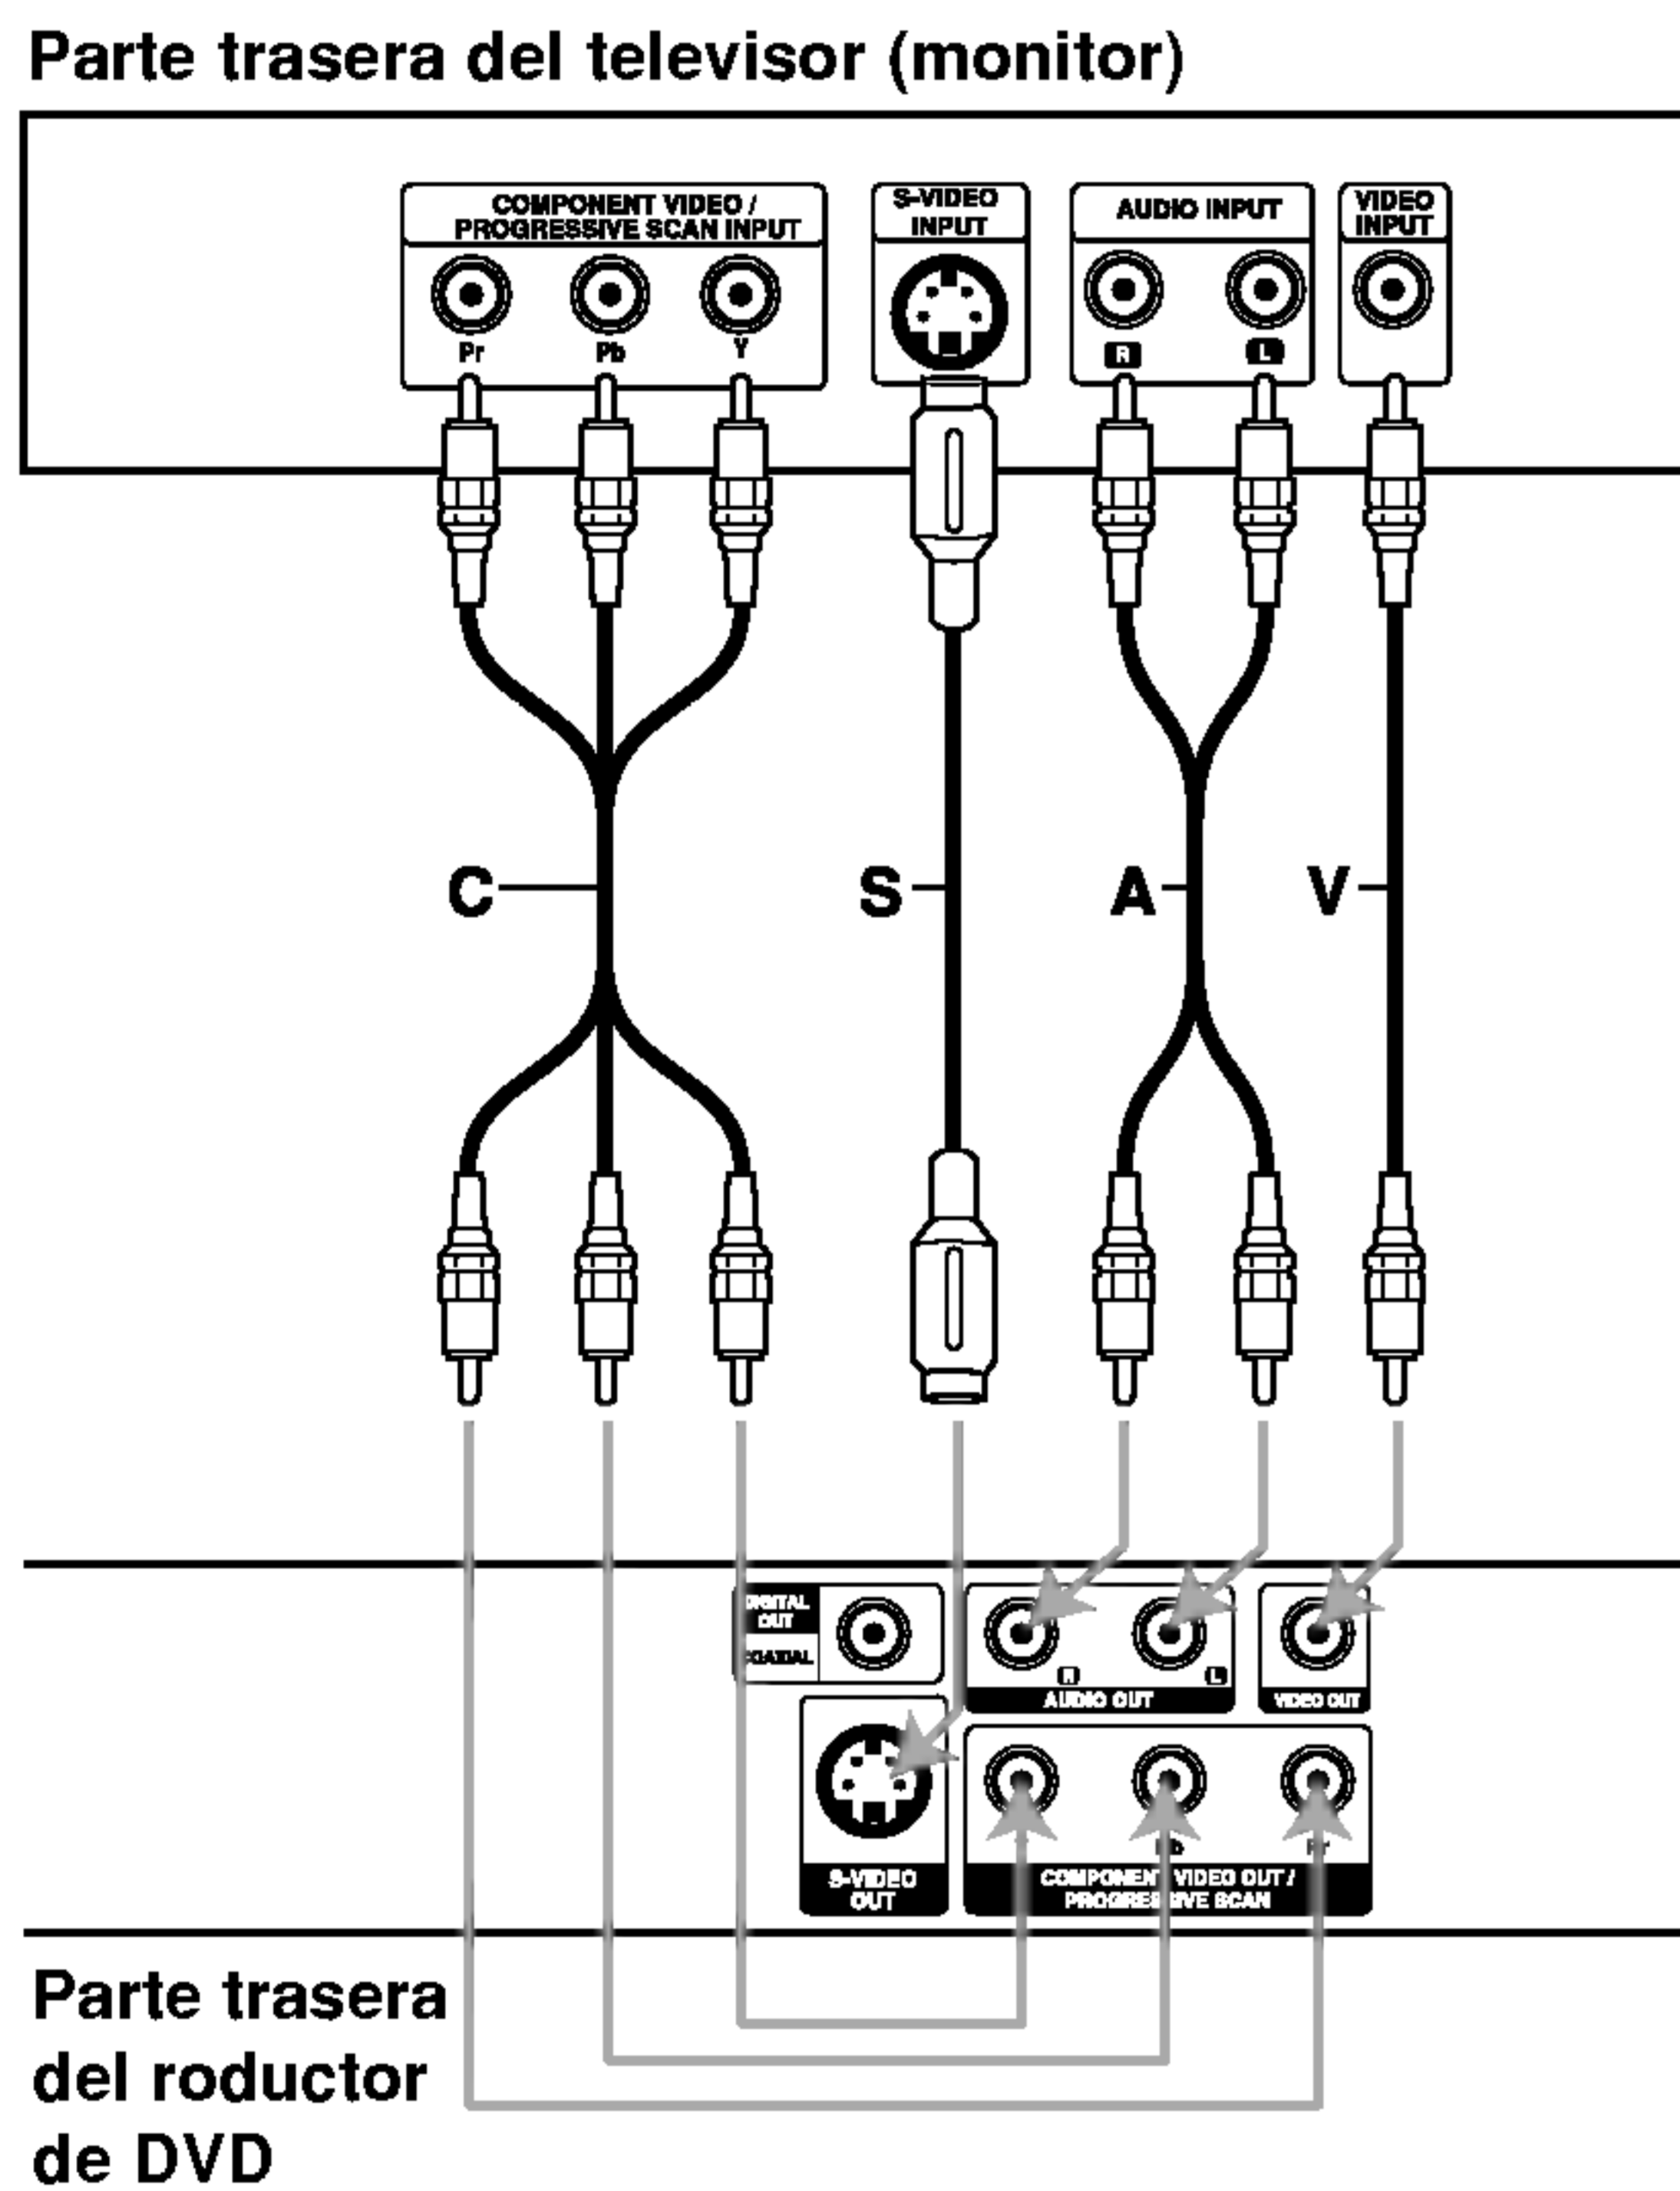 Parte trasera del televisor (monitor)
COMPONENT VIDEO /
PROGRESSIVE SCAN INPUT
Pr
Pb
Y
S-VIDEO
INPUT
AUDIO INPUT
R
L
VIDEO
INPUT
C
S
A
V
OUT
R
L
AUDIO OUT
VIDEO OUT
S-VIDEO
OUT
COMPONENT VIDEO OUT /
PROGRESSIVE SCAN
Parte trasera
del roductor
de DVD